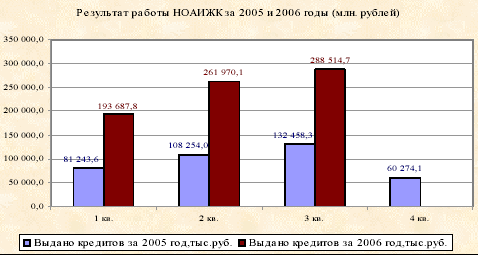 Результат работы НОАИЖК за 2005 и 2006 годы (млн. рублей)
350 000,0
300 000,0
250 000,0
200 000,0
150 000,0
100 000,0
50 000,0
0,0
288 514,7
261 970,1
193 687,8
132 458,3
108 254,0
81 243,6
60 274,1
1 кв.
2 кв.
3 кв.
4 кв.
Выдано кредитов за 2005 год,тыс.руб.
Выдано кредитов за 2006 год,тыс.руб.